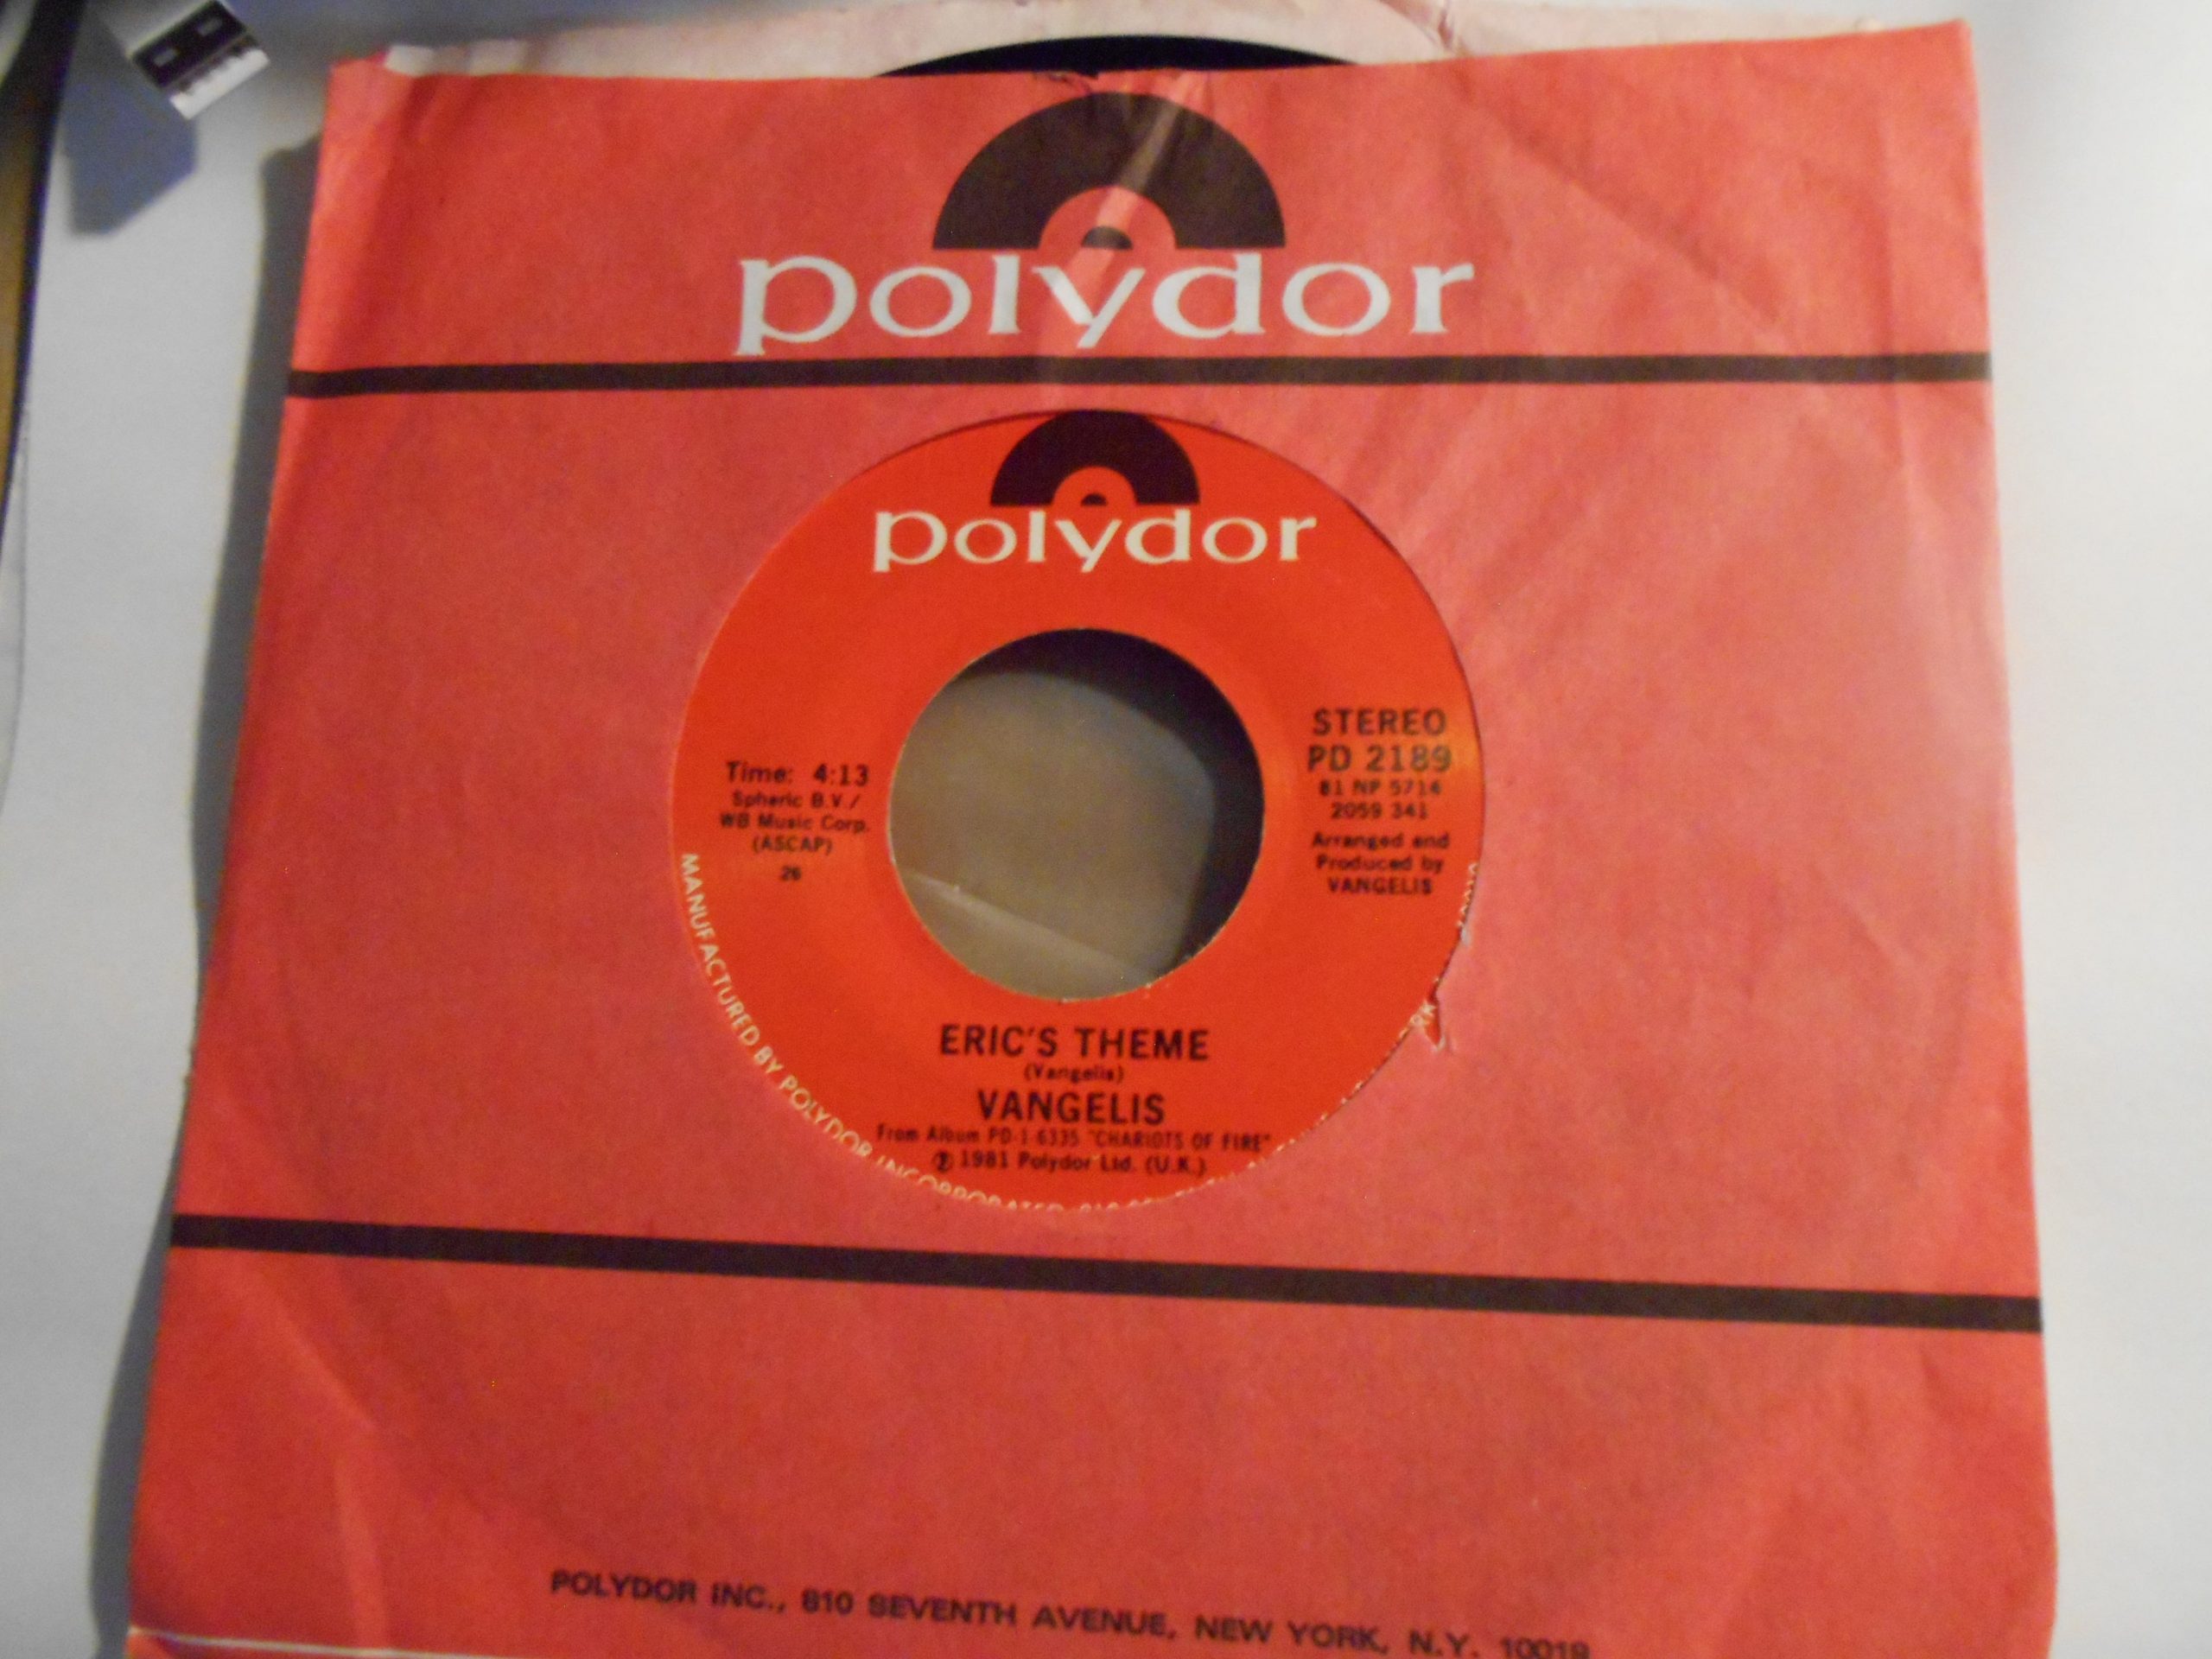 polydor
polydor
Time: 4:13
Spheric B.V./
WB Music Corp.
(ASCAP)
26
STEREO
PD 2189
81 NP 5714
2059 341
Arranged and
Produced by
VANGELIS
ERIC'S THEME
(Vangelis)
VANGELIS
From Album PD-1-6335 "CHARIOTS OF FIRE"
Ⓟ 1981 Polydor Ltd. (U.K.)
MANUFACTURED BY POLYDOR INCORPORATED, 810
POLYDOR INC., 810 SEVENTH AVENUE, NEW YORK, N.Y. 10019